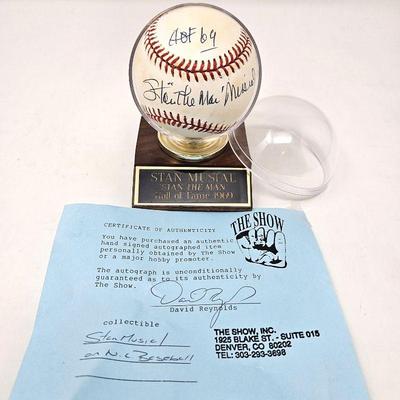 HOF 69
Stan "The Man" Musial
STAN MUSIAL
"STAN THE MAN"
Hall of Fame 1969
CERTIFICATE OF AUTHENTICITY
You have purchased an authentic
hand signed autographed item
personally obtained by The Show
or a major hobby promoter.
The autograph is unconditionally
guaranteed as to its authenticity by
The Show.
David Reynolds
collectible
Stan Musial
on N.L Baseball
THE SHOW
THE SHOW, INC.
1925 BLAKE ST. - SUITE 015
DENVER, CO 80202
TEL: 303-293-3698